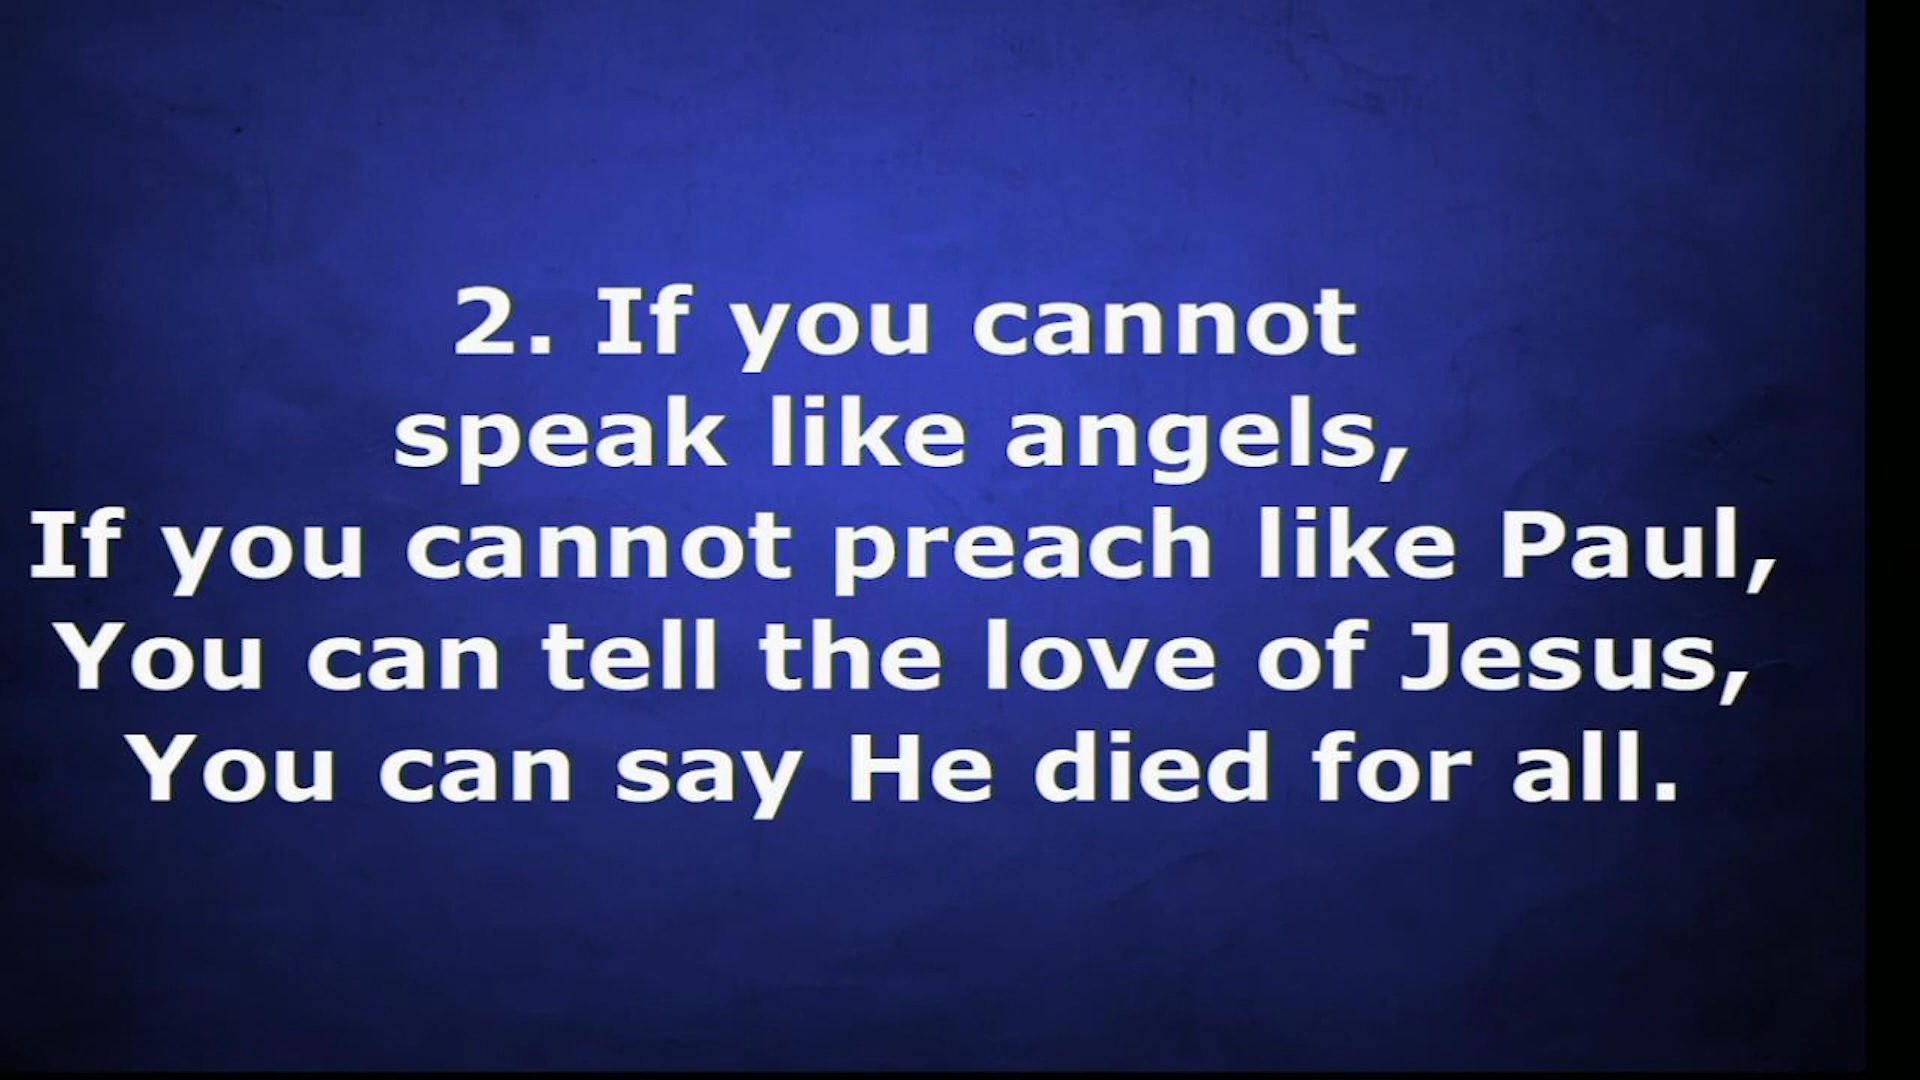 2. If you cannot
speak like angels,
If you cannot preach like Paul,
You can tell the love of Jesus,
You can say He died for all.